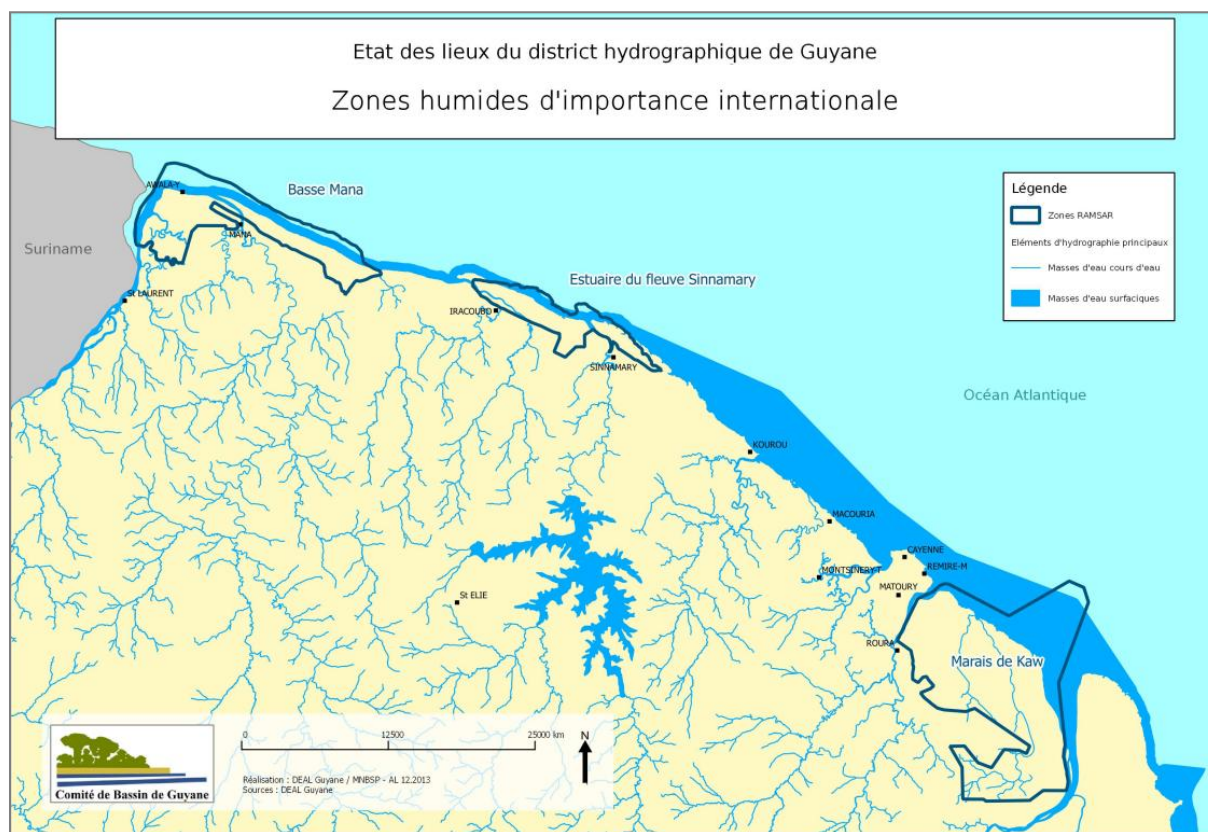 Etat des lieux du district hydrographique de Guyane
Zones humides d'importance internationale
AWALA-Y
Basse Mana
MANA
Suriname
St LAURENT
Légende
Zones RAMSAR
Eléments d'hydrographie principaux
Masses d'eau cours d'eau
Masses d'eau surfaciques
Estuaire du fleuve Sinnamary
IRACOUBO
SINNAMARY
Océan Atlantique
KOUROU
MACOURIA
CAYENNE
REMIRE-M
MONTSINERY-T
MATOURY
St ELIE
ROURA
Marais de Kaw
0 12500 25000 km
N
Réalisation : DEAL Guyane / MNBSP - AL 12.2013
Sources : DEAL Guyane
Comité de Bassin de Guyane